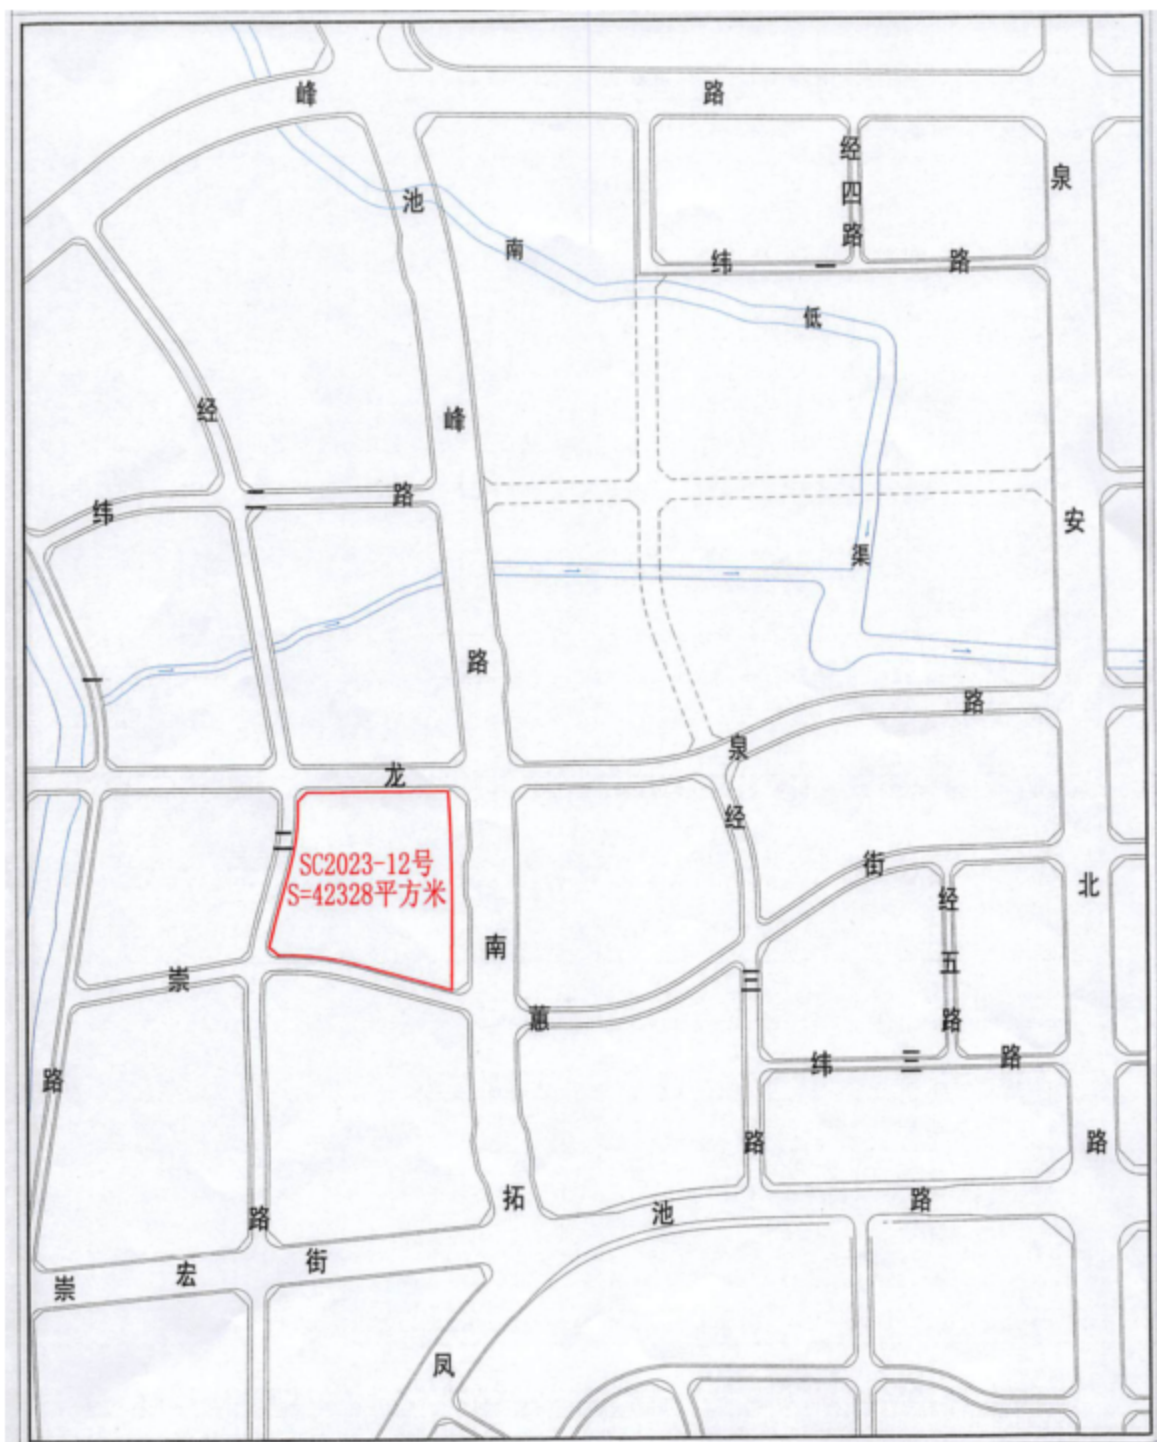 峰
路
经
四
路
泉
池
南
纬
一
路
低
经
峰
纬
二
路
安
渠
一
路
路
泉
龙
经
二
SC2023-12号
S=42328平方米
街
经
北
南
崇
三
五
蕙
路
纬
三
路
路
路
路
拓
路
池
路
崇
宏
街
凤